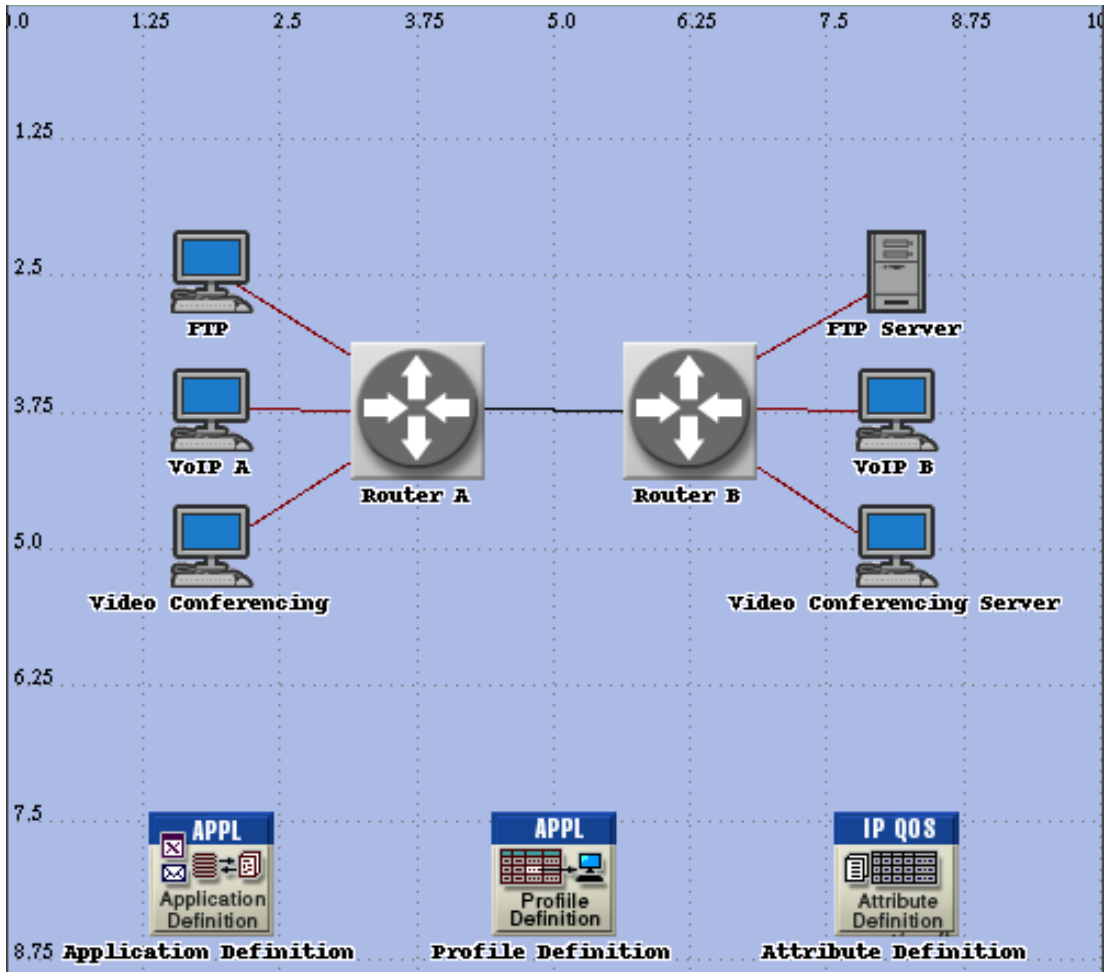 0.0 1.25 2.5 3.75 5.0 6.25 7.5 8.75 10
1.25
2.5
FTP
FTP Server
3.75
VoIP A
VoIP B
Router A
Router B
5.0
Video Conferencing
Video Conferencing Server
6.25
7.5
APPL
Application
Definition
APPL
Profiile
Definition
IP QOS
Attribute
Definition
8.75 Application Definition Profile Definition Attribute Definition